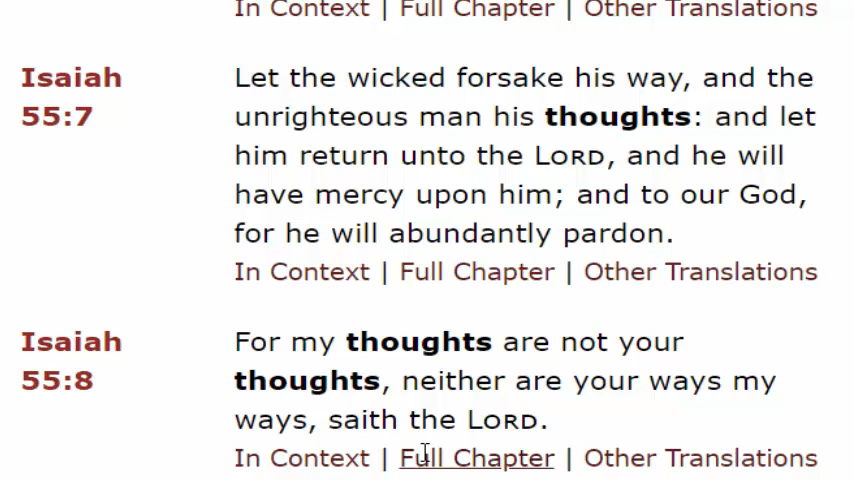 In Context | Full Chapter | Other Translations
Isaiah 55:7
Let the wicked forsake his way, and the
unrighteous man his thoughts: and let
him return unto the LORD, and he will
have mercy upon him; and to our God,
for he will abundantly pardon.
In Context | Full Chapter | Other Translations
Isaiah 55:8
For my thoughts are not your
thoughts, neither are your ways my
ways, saith the LORD.
In Context | Full Chapter | Other Translations